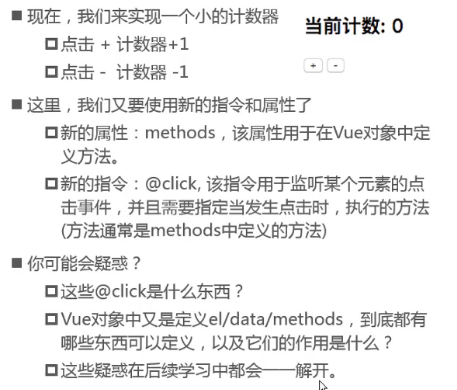 现在，我们来实现一个小的计数器
当前计数: 0
点击 + 计数器+1
+ -
点击 - 计数器 -1
这里，我们又要使用新的指令和属性了
新的属性：methods，该属性用于在Vue对象中定
义方法。
新的指令：@click, 该指令用于监听某个元素的点
击事件，并且需要指定当发生点击时，执行的方法
(方法通常是methods中定义的方法)
你可能会疑惑？
这些@click是什么东西？
Vue对象中又是定义el/data/methods，到底都有
哪些东西可以定义，以及它们的作用是什么？
这些疑惑在后续学习中都会一一解开。